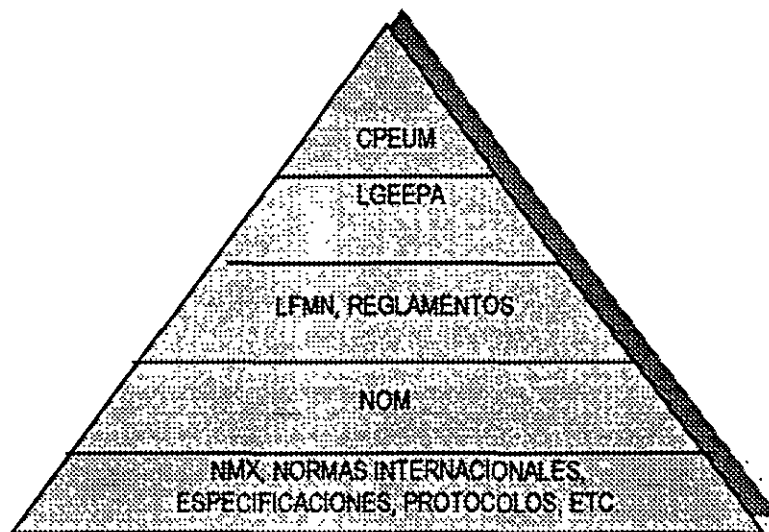 CPEUM
LGEEPA
LFMN, REGLAMENTOS
NOM
NMX, NORMAS INTERNACIONALES,
ESPECIFICACIONES, PROTOCOLOS, ETC